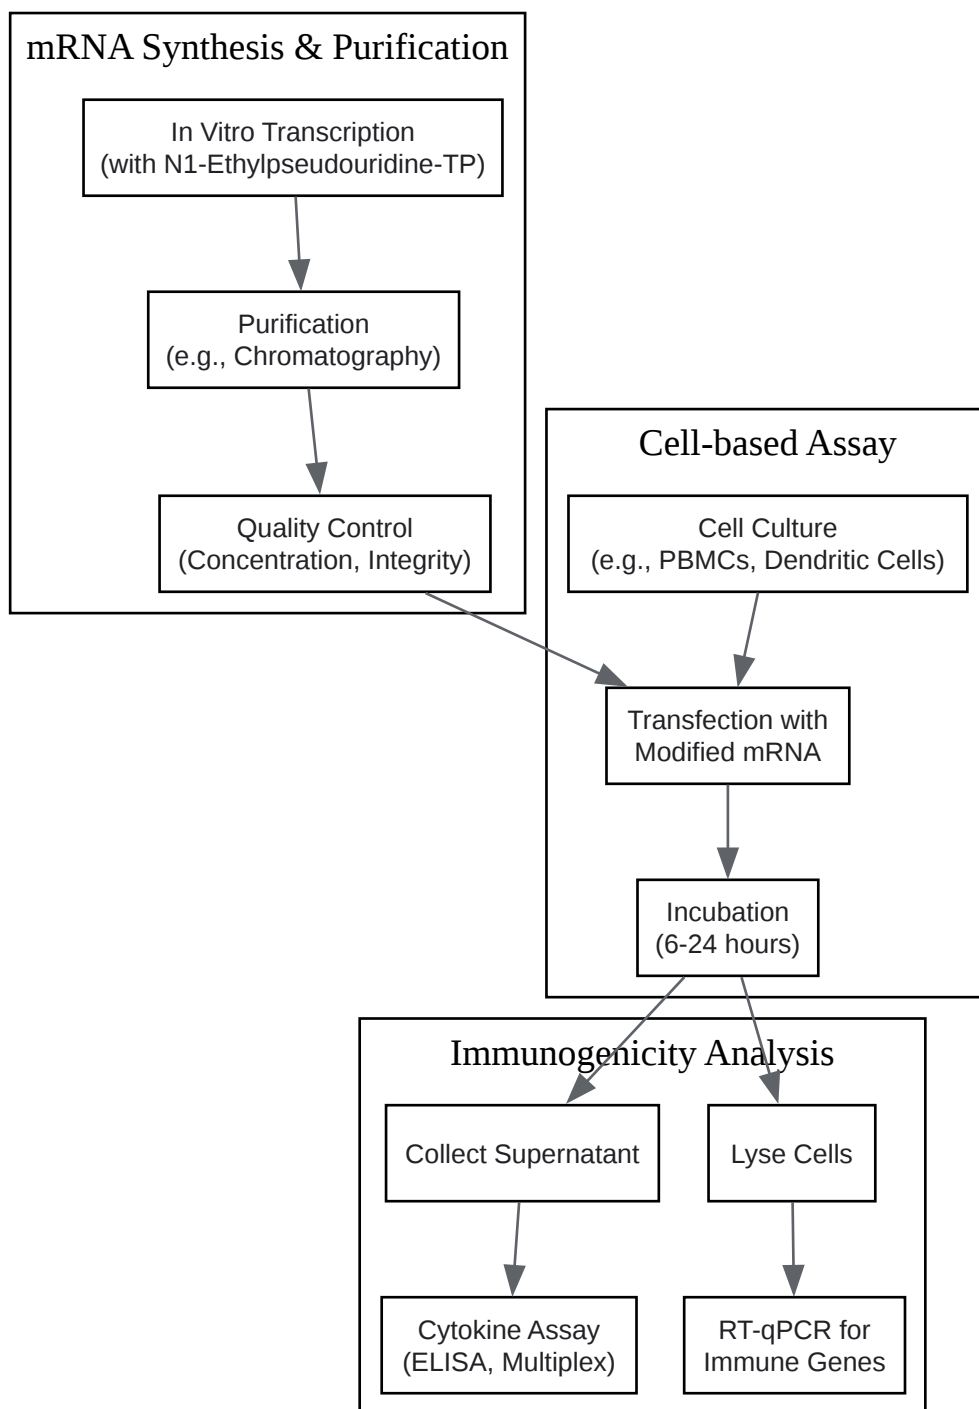 mRNA Synthesis & Purification
In Vitro Transcription
(with N1-Ethylpseudouridine-TP)
Purification
(e.g., Chromatography)
Quality Control
(Concentration, Integrity)
Cell-based Assay
Cell Culture
(e.g., PBMCs, Dendritic Cells)
Transfection with
Modified mRNA
Incubation
(6-24 hours)
Immunogenicity Analysis
Collect Supernatant
Lyse Cells
Cytokine Assay
(ELISA, Multiplex)
RT-qPCR for
Immune Genes